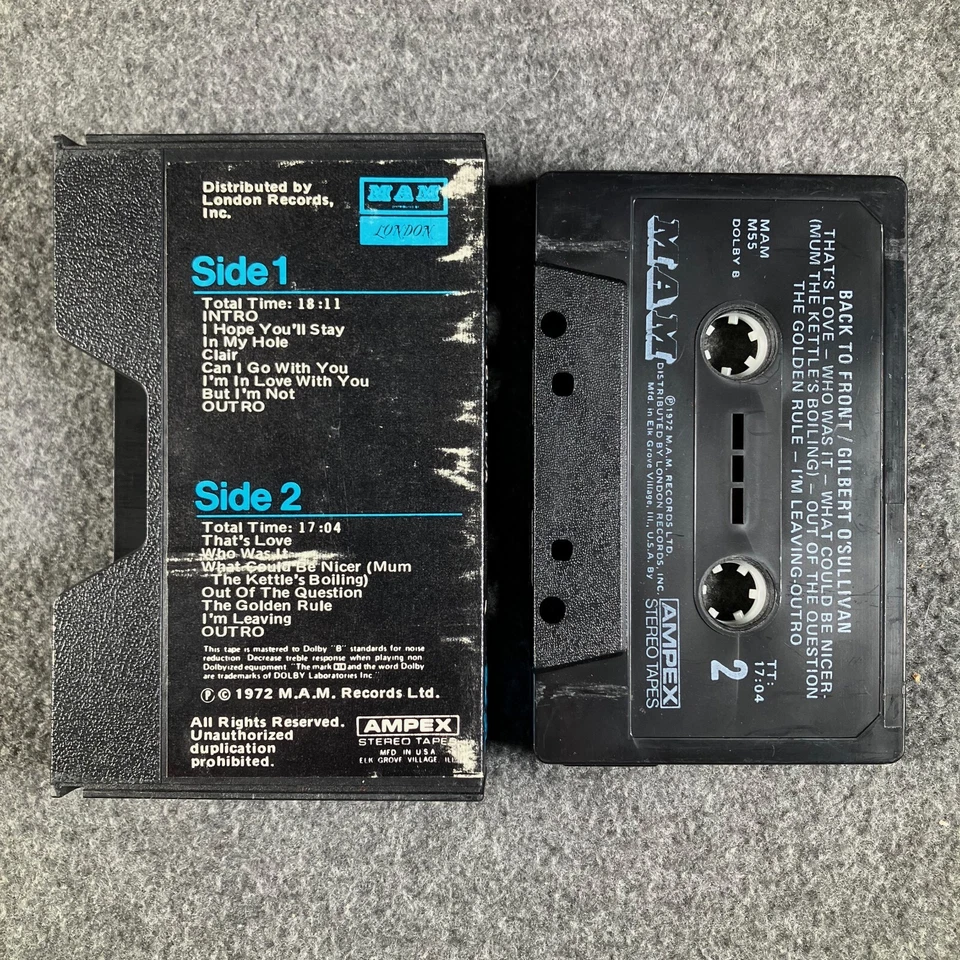 Distributed by
London Records,
Inc.
MAM
LONDON
Side 1
Total Time: 18:11
INTRO
I Hope You'll Stay
In My Hole
Clair
Can I Go With You
I'm In Love With You
But I'm Not
OUTRO
Side 2
Total Time: 17:04
That's Love
Who Was It
What Could Be Nicer (Mum
The Kettle's Boiling)
Out Of The Question
The Golden Rule
I'm Leaving
OUTRO
This tape is mastered to Dolby "B" standards for noise
reduction. Decrease treble response when playing non
Dolbyized equipment "The mark and the word Dolby
are trademarks of DOLBY Laboratories Inc."
Ⓟ © 1972 M.A.M. Records Ltd.
All Rights Reserved.
Unauthorized
duplication
prohibited.
AMPEX
STEREO TAPES
MFD IN U.S.A.
ELK GROVE VILLAGE, ILL
BACK TO FRONT / GILBERT O'SULLIVAN
THAT'S LOVE – WHO WAS IT – WHAT COULD BE NICER-
(MUM THE KETTLE'S BOILING) – OUT OF THE QUESTION
THE GOLDEN RULE – I'M LEAVING-OUTRO
MAM
M55
DOLBY B
TT:
17:04
2
MAM
Ⓟ1972 M.A.M. RECORDS LTD.
DISTRIBUTED BY LONDON RECORDS, INC.
Mfd. in Elk Grove Village, Ill., U.S.A. By
AMPEX
STEREO TAPES